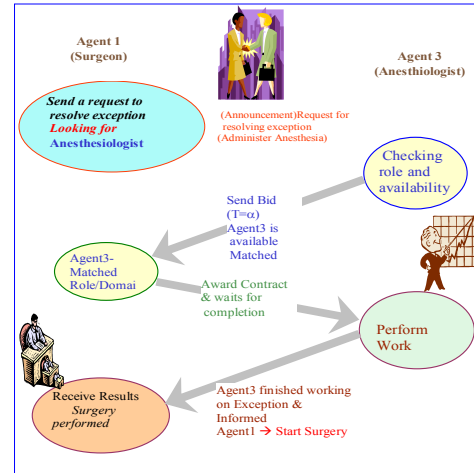 Agent 1
(Surgeon)
Agent 3
(Anesthiologist)
Send a request to
resolve exception
Looking for
Anesthesiologist
(Announcement)Request for
resolving exception
(Administer Anesthesia)
Checking
role and
availability
Send Bid
(T=α)
Agent3 is
available
Matched
Agent3-
Matched
Role/Domai
Award Contract
& waits for
completion
Perform
Work
Receive Results
Surgery
performed
Agent3 finished working
on Exception &
Informed
Agent1 → Start Surgery